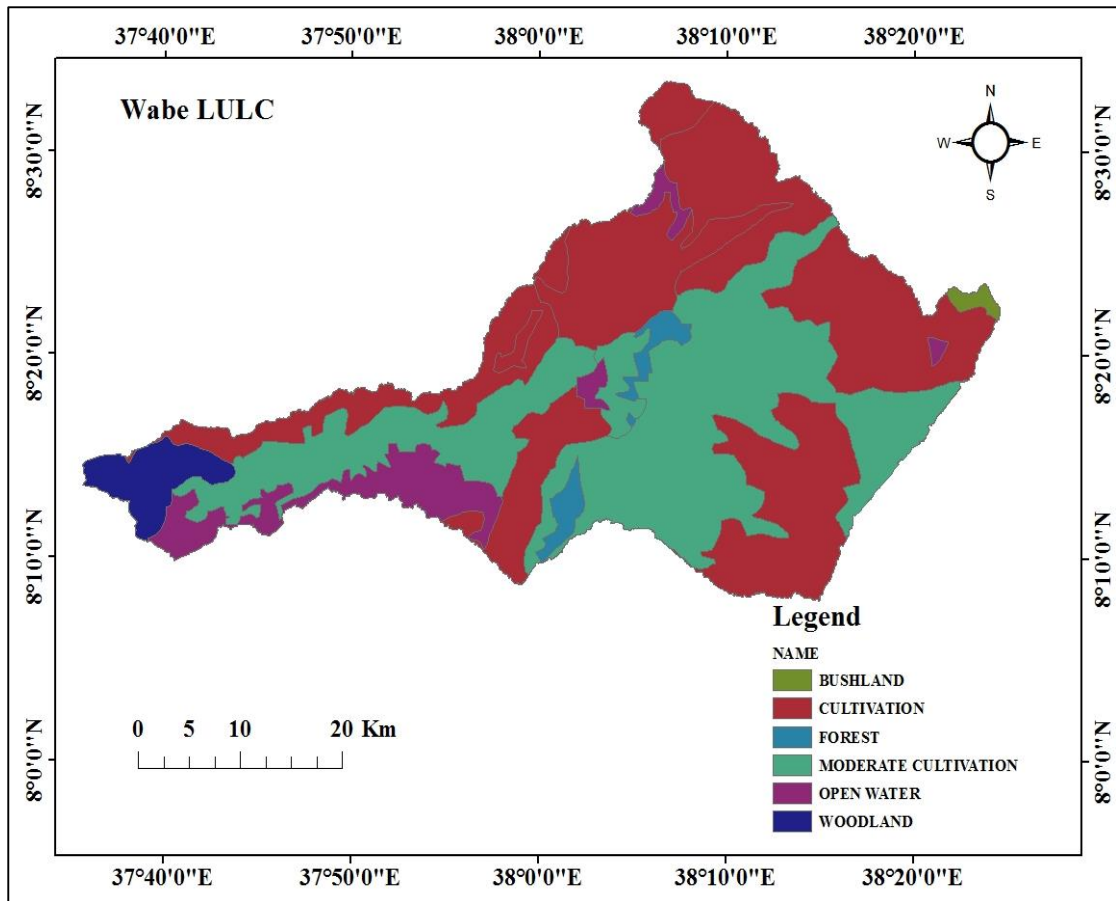 37°40'0"E 37°50'0"E 38°0'0"E 38°10'0"E 38°20'0"E
Wabe LULC
N
W E
S
8°30'0"N 8°30'0"N
8°20'0"N 8°20'0"N
8°10'0"N 8°10'0"N
8°0'0"N 8°0'0"N
Legend
NAME
BUSHLAND
CULTIVATION
FOREST
MODERATE CULTIVATION
OPEN WATER
WOODLAND
0 5 10 20 Km
37°40'0"E 37°50'0"E 38°0'0"E 38°10'0"E 38°20'0"E